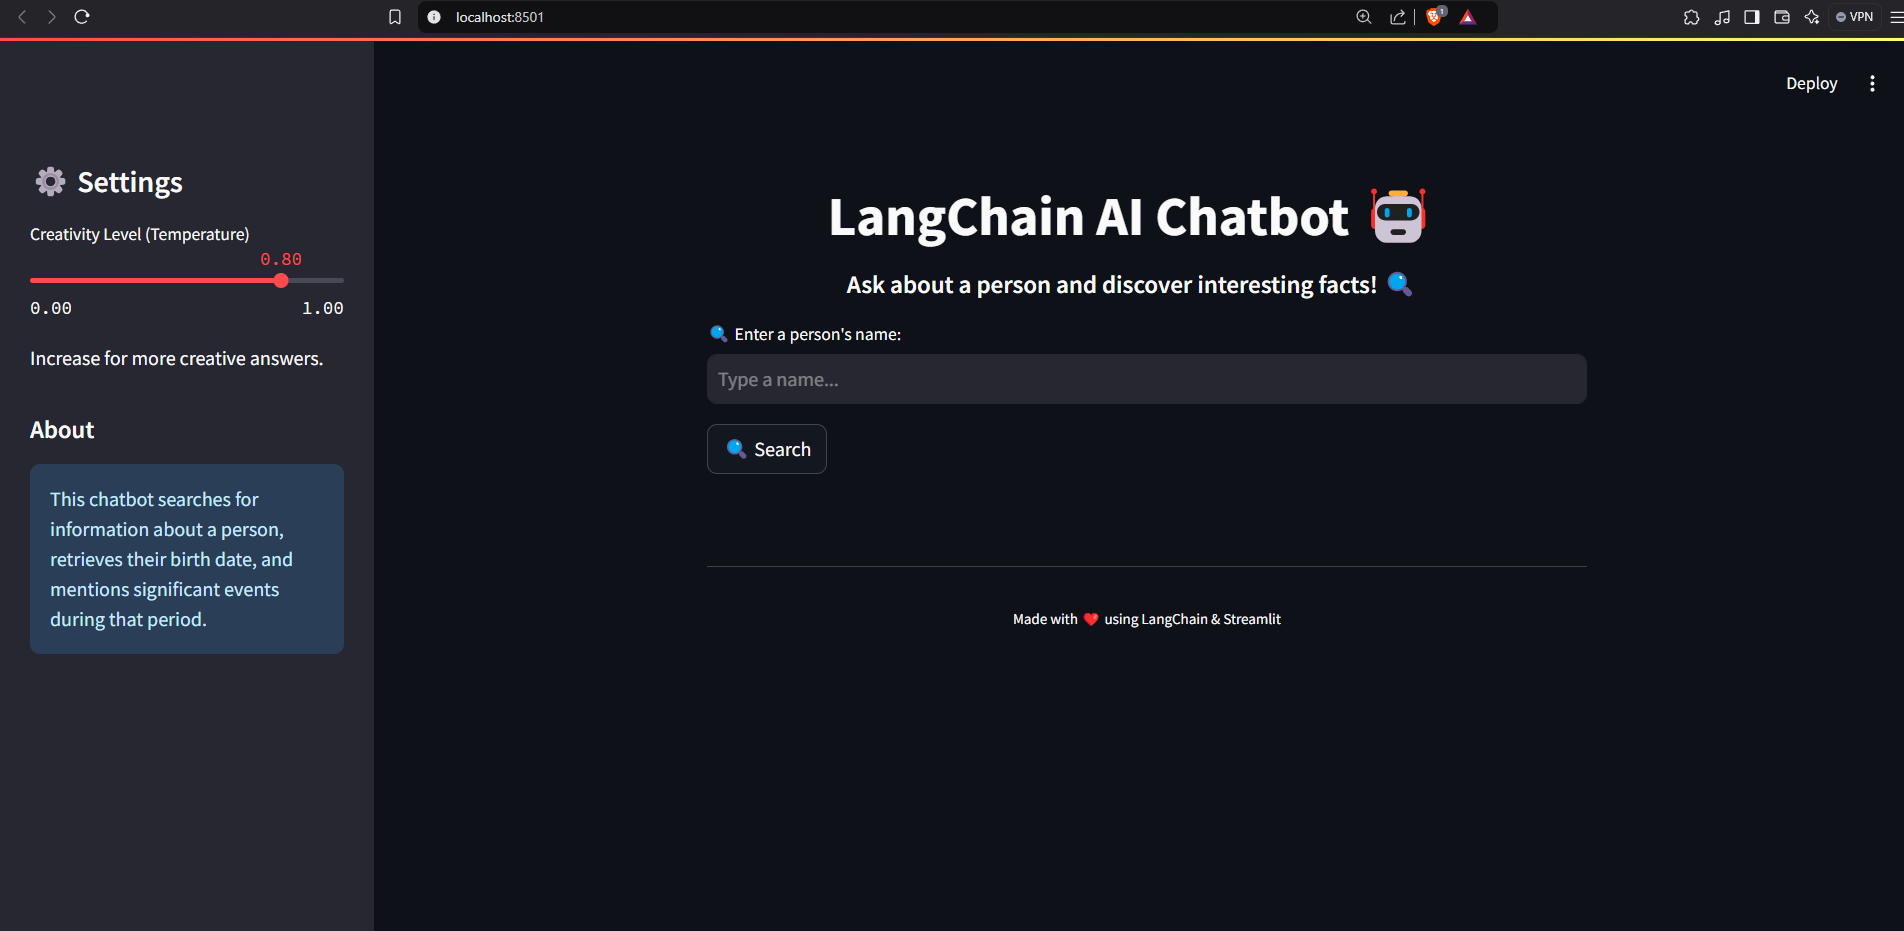 localhost:8501
1
VPN
Deploy
Settings
Creativity Level (Temperature)
0.80
0.00 1.00
Increase for more creative answers.
About
This chatbot searches for
information about a person,
retrieves their birth date, and
mentions significant events
during that period.
LangChain AI Chatbot
Ask about a person and discover interesting facts!
Enter a person's name:
Type a name...
Search
Made with ❤️ using LangChain & Streamlit